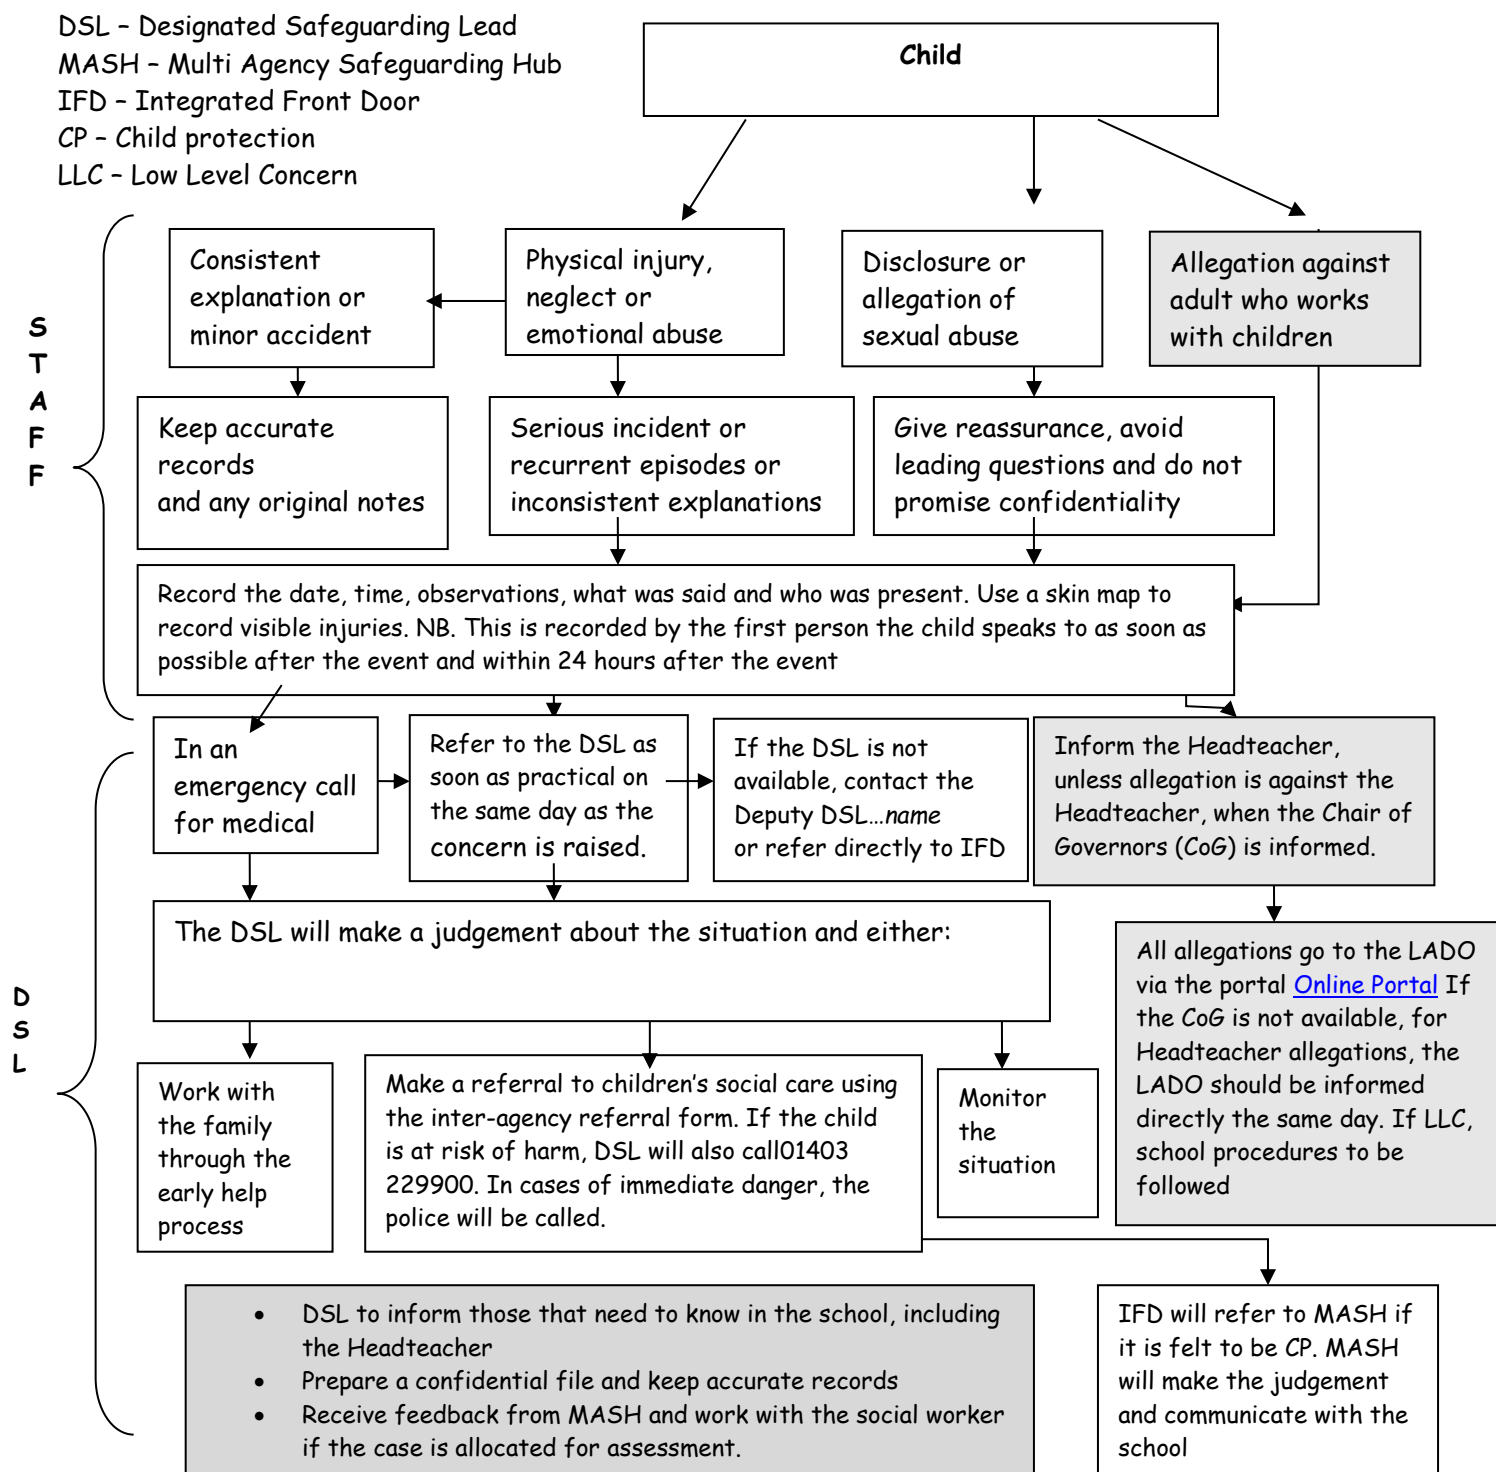 DSL – Designated Safeguarding Lead
MASH – Multi Agency Safeguarding Hub
IFD – Integrated Front Door
CP – Child protection
LLC – Low Level Concern
Child
S
T
A
F
F
Consistent
explanation or
minor accident
Physical injury,
neglect or
emotional abuse
Disclosure or
allegation of
sexual abuse
Allegation against
adult who works
with children
Keep accurate
records
and any original notes
Serious incident or
recurrent episodes or
inconsistent explanations
Give reassurance, avoid
leading questions and do not
promise confidentiality
Record the date, time, observations, what was said and who was present. Use a skin map to
record visible injuries. NB. This is recorded by the first person the child speaks to as soon as
possible after the event and within 24 hours after the event
D
S
L
In an
emergency call
for medical
Refer to the DSL as
soon as practical on
the same day as the
concern is raised.
If the DSL is not
available, contact the
Deputy DSL…name
or refer directly to IFD
Inform the Headteacher,
unless allegation is against the
Headteacher, when the Chair of
Governors (CoG) is informed.
The DSL will make a judgement about the situation and either:
All allegations go to the LADO
via the portal Online Portal If
the CoG is not available, for
Headteacher allegations, the
LADO should be informed
directly the same day. If LLC,
school procedures to be
followed
Work with
the family
through the
early help
process
Make a referral to children's social care using
the inter-agency referral form. If the child
is at risk of harm, DSL will also call01403
229900. In cases of immediate danger, the
police will be called.
Monitor
the
situation
• DSL to inform those that need to know in the school, including
the Headteacher
• Prepare a confidential file and keep accurate records
• Receive feedback from MASH and work with the social worker
if the case is allocated for assessment.
IFD will refer to MASH if
it is felt to be CP. MASH
will make the judgement
and communicate with the
school